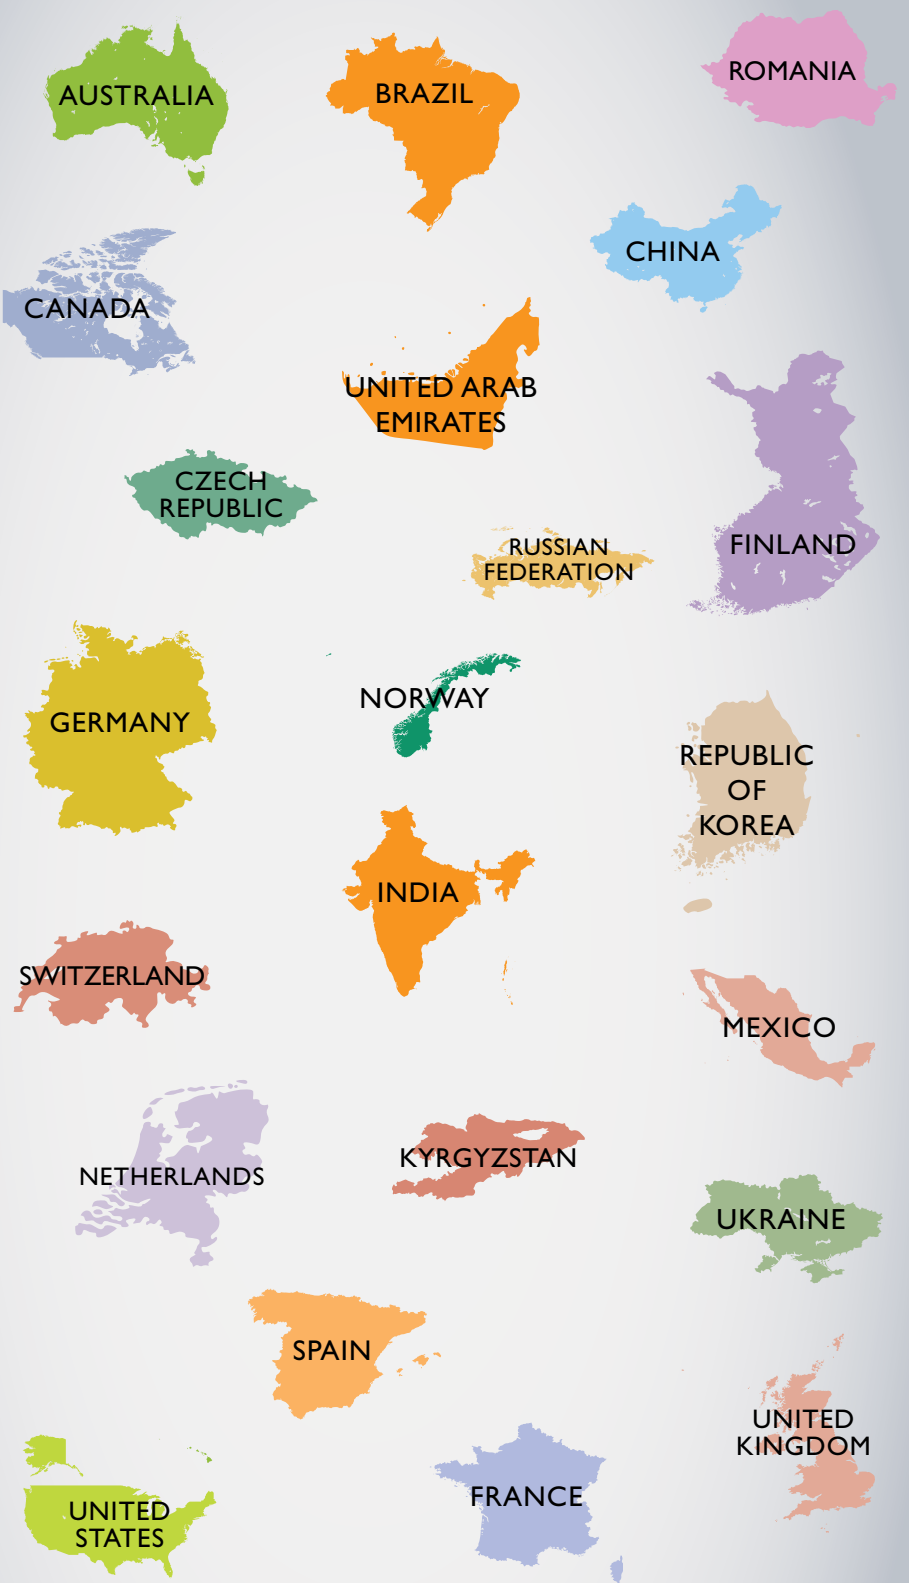 AUSTRALIA
BRAZIL
ROMANIA
CHINA
CANADA
UNITED ARAB
EMIRATES
CZECH
REPUBLIC
RUSSIAN
FEDERATION
FINLAND
GERMANY
NORWAY
REPUBLIC
OF
KOREA
INDIA
SWITZERLAND
MEXICO
NETHERLANDS
KYRGYZSTAN
UKRAINE
SPAIN
UNITED
KINGDOM
UNITED
STATES
FRANCE